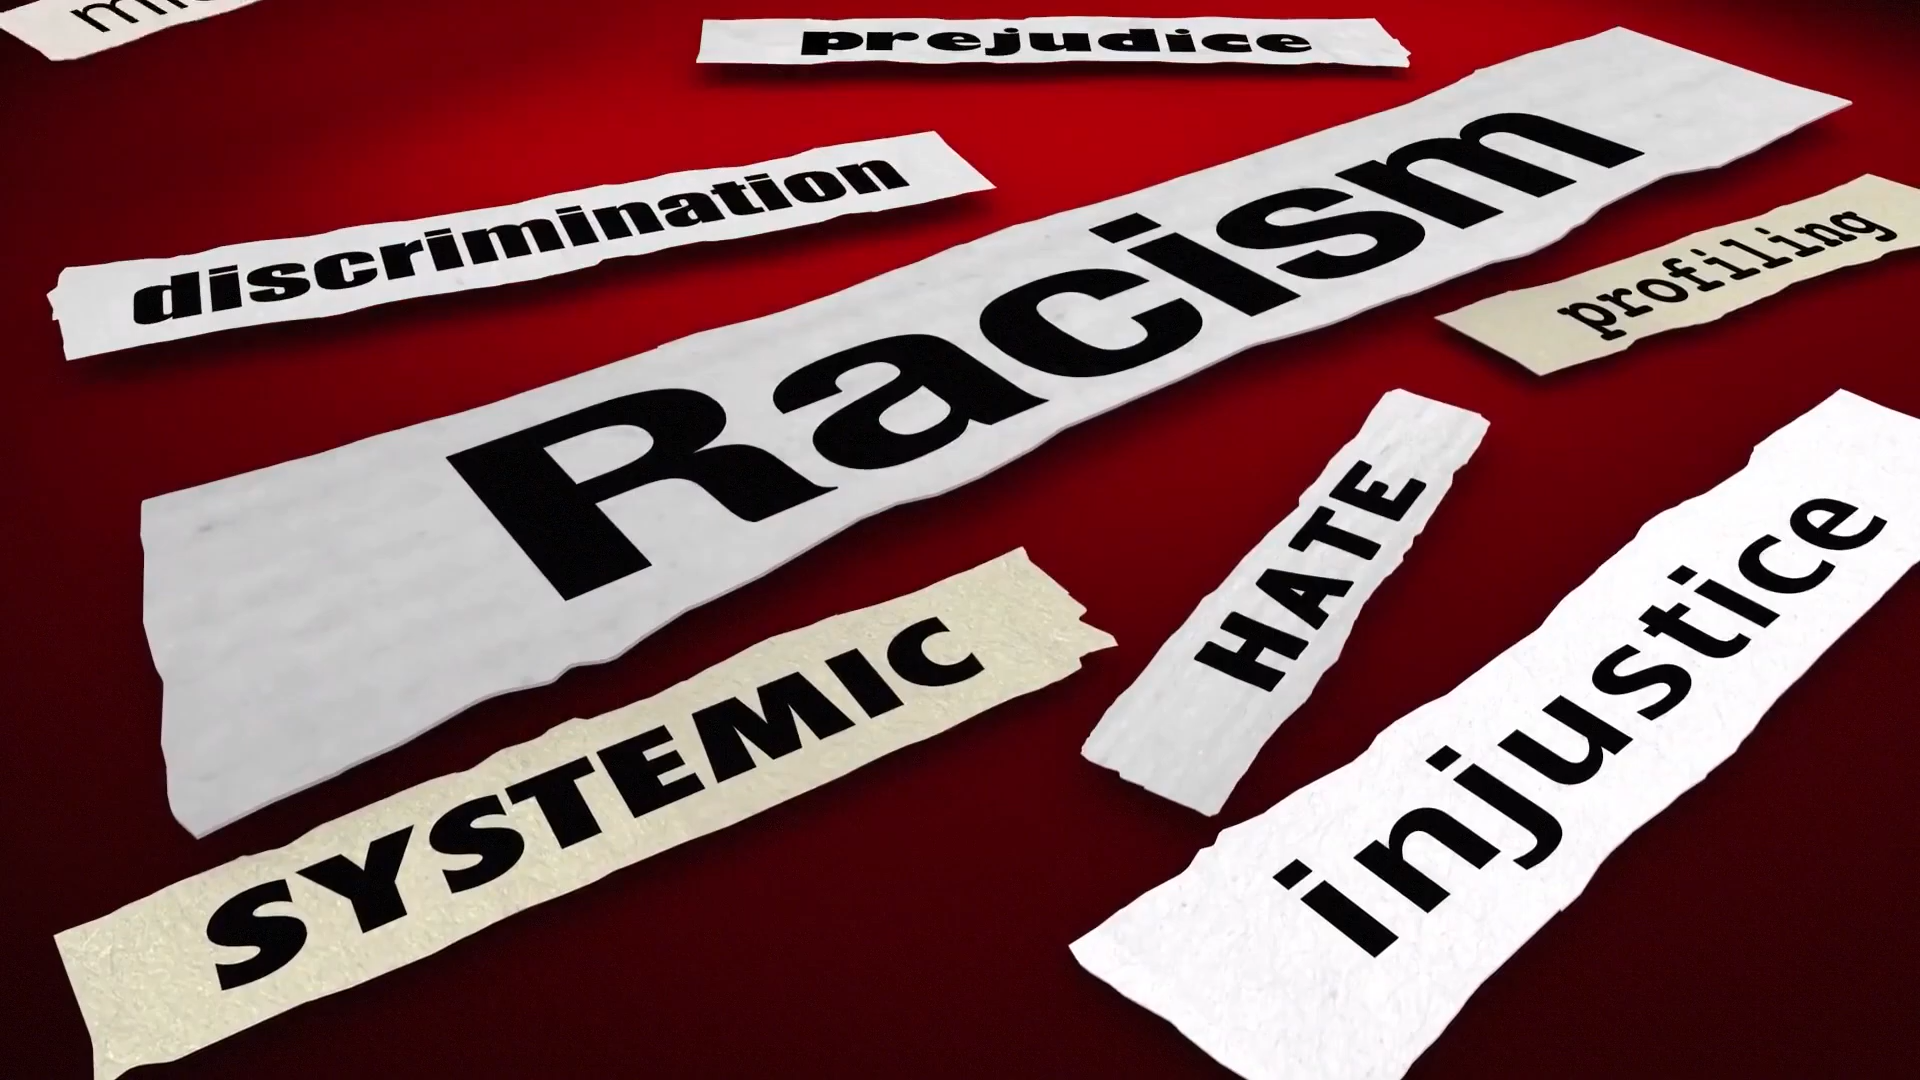 prejudice
discrimination
Racism
profiling
HATE
SYSTEMIC
injustice